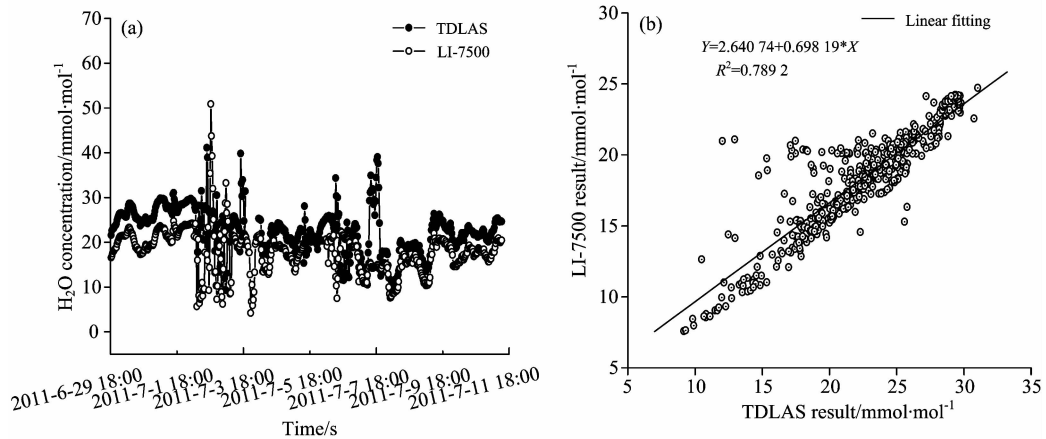 (a)
TDLAS
LI-7500
70
60
50
40
30
20
10
0
H₂O concentration/mmol·mol⁻¹
2011-6-29 18:00
2011-7-1 18:00
2011-7-3 18:00
2011-7-5 18:00
2011-7-7 18:00
2011-7-9 18:00
2011-7-11 18:00
Time/s
(b)
Linear fitting
Y=2.640 74+0.698 19*X
R²=0.789 2
30
25
20
15
10
5
LI-7500 result/mmol·mol⁻¹
5 10 15 20 25 30 35
TDLAS result/mmol·mol⁻¹